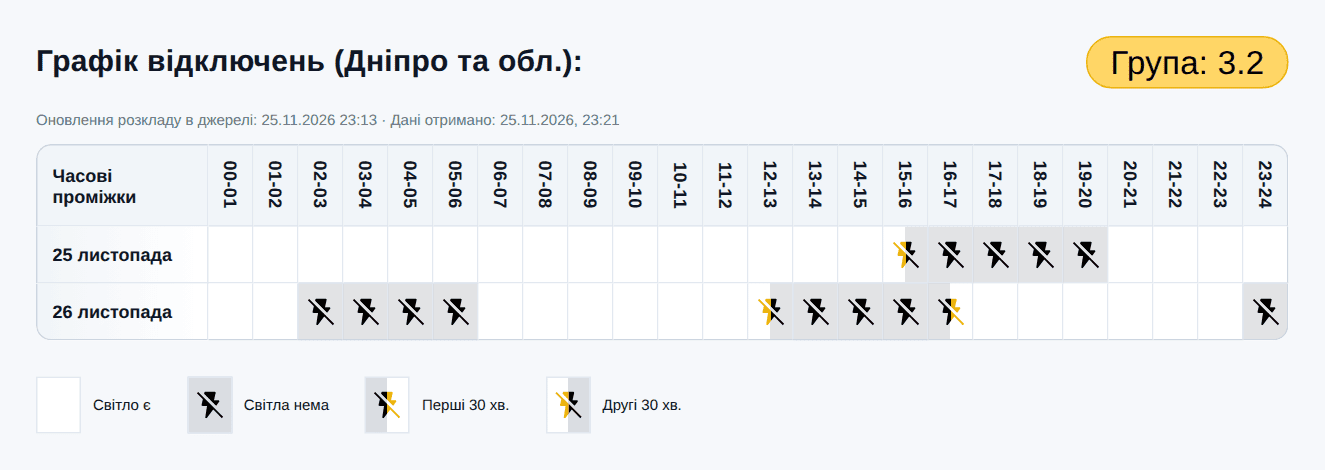 Графік відключень (Дніпро та обл.):
Група: 3.2
Оновлення розкладу в джерелі: 25.11.2026 23:13 · Дані отримано: 25.11.2026, 23:21
Часові
проміжки
00-01
01-02
02-03
03-04
04-05
05-06
06-07
07-08
08-09
09-10
10-11
11-12
12-13
13-14
14-15
15-16
16-17
17-18
18-19
19-20
20-21
21-22
22-23
23-24
25 листопада
26 листопада
Світло є
Світла нема
Перші 30 хв.
Другі 30 хв.